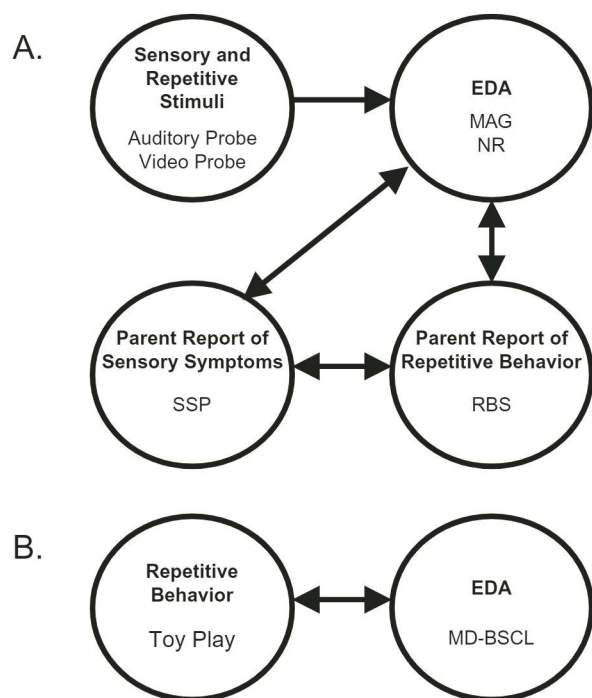 A.
Sensory and
Repetitive
Stimuli
Auditory Probe
Video Probe
EDA
MAG
NR
Parent Report of
Sensory Symptoms
SSP
Parent Report of
Repetitive Behavior
RBS
B.
Repetitive
Behavior
Toy Play
EDA
MD-BSCL